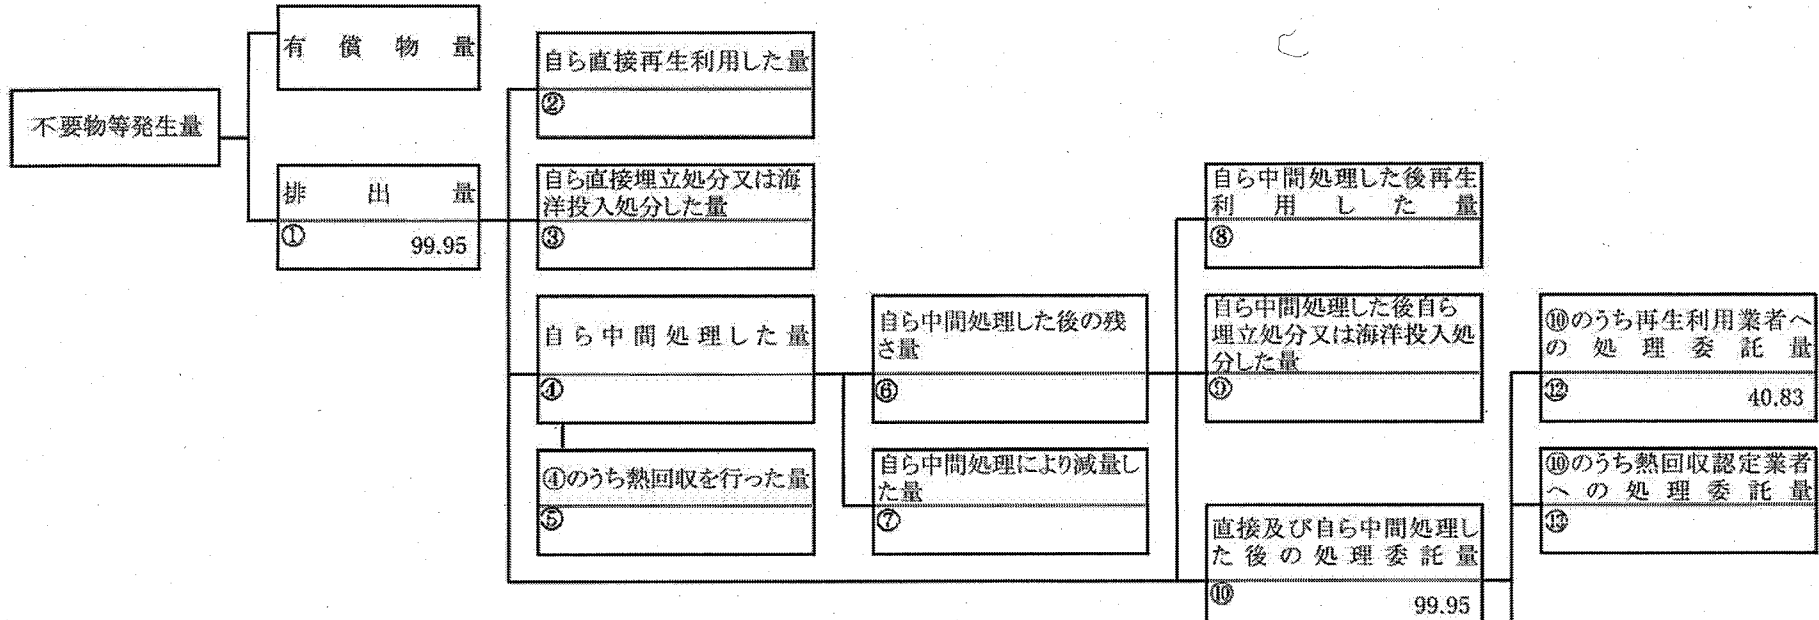 有償物量
不要物等発生量
排出量
① 99.95
自ら直接再生利用した量
②
自ら直接埋立処分又は海
洋投入処分した量
③
自ら中間処理した量
④
④のうち熱回収を行った量
⑤
自ら中間処理した後の残
さ量
⑥
自ら中間処理により減量し
た量
⑦
自ら中間処理した後再生
利用した量
⑧
自ら中間処理した後自ら
埋立処分又は海洋投入処
分した量
⑨
直接及び自ら中間処理し
た後の処理委託量
⑩ 99.95
⑩のうち再生利用業者へ
の処理委託量
⑫ 40.83
⑩のうち熱回収認定業者
への処理委託量
⑬